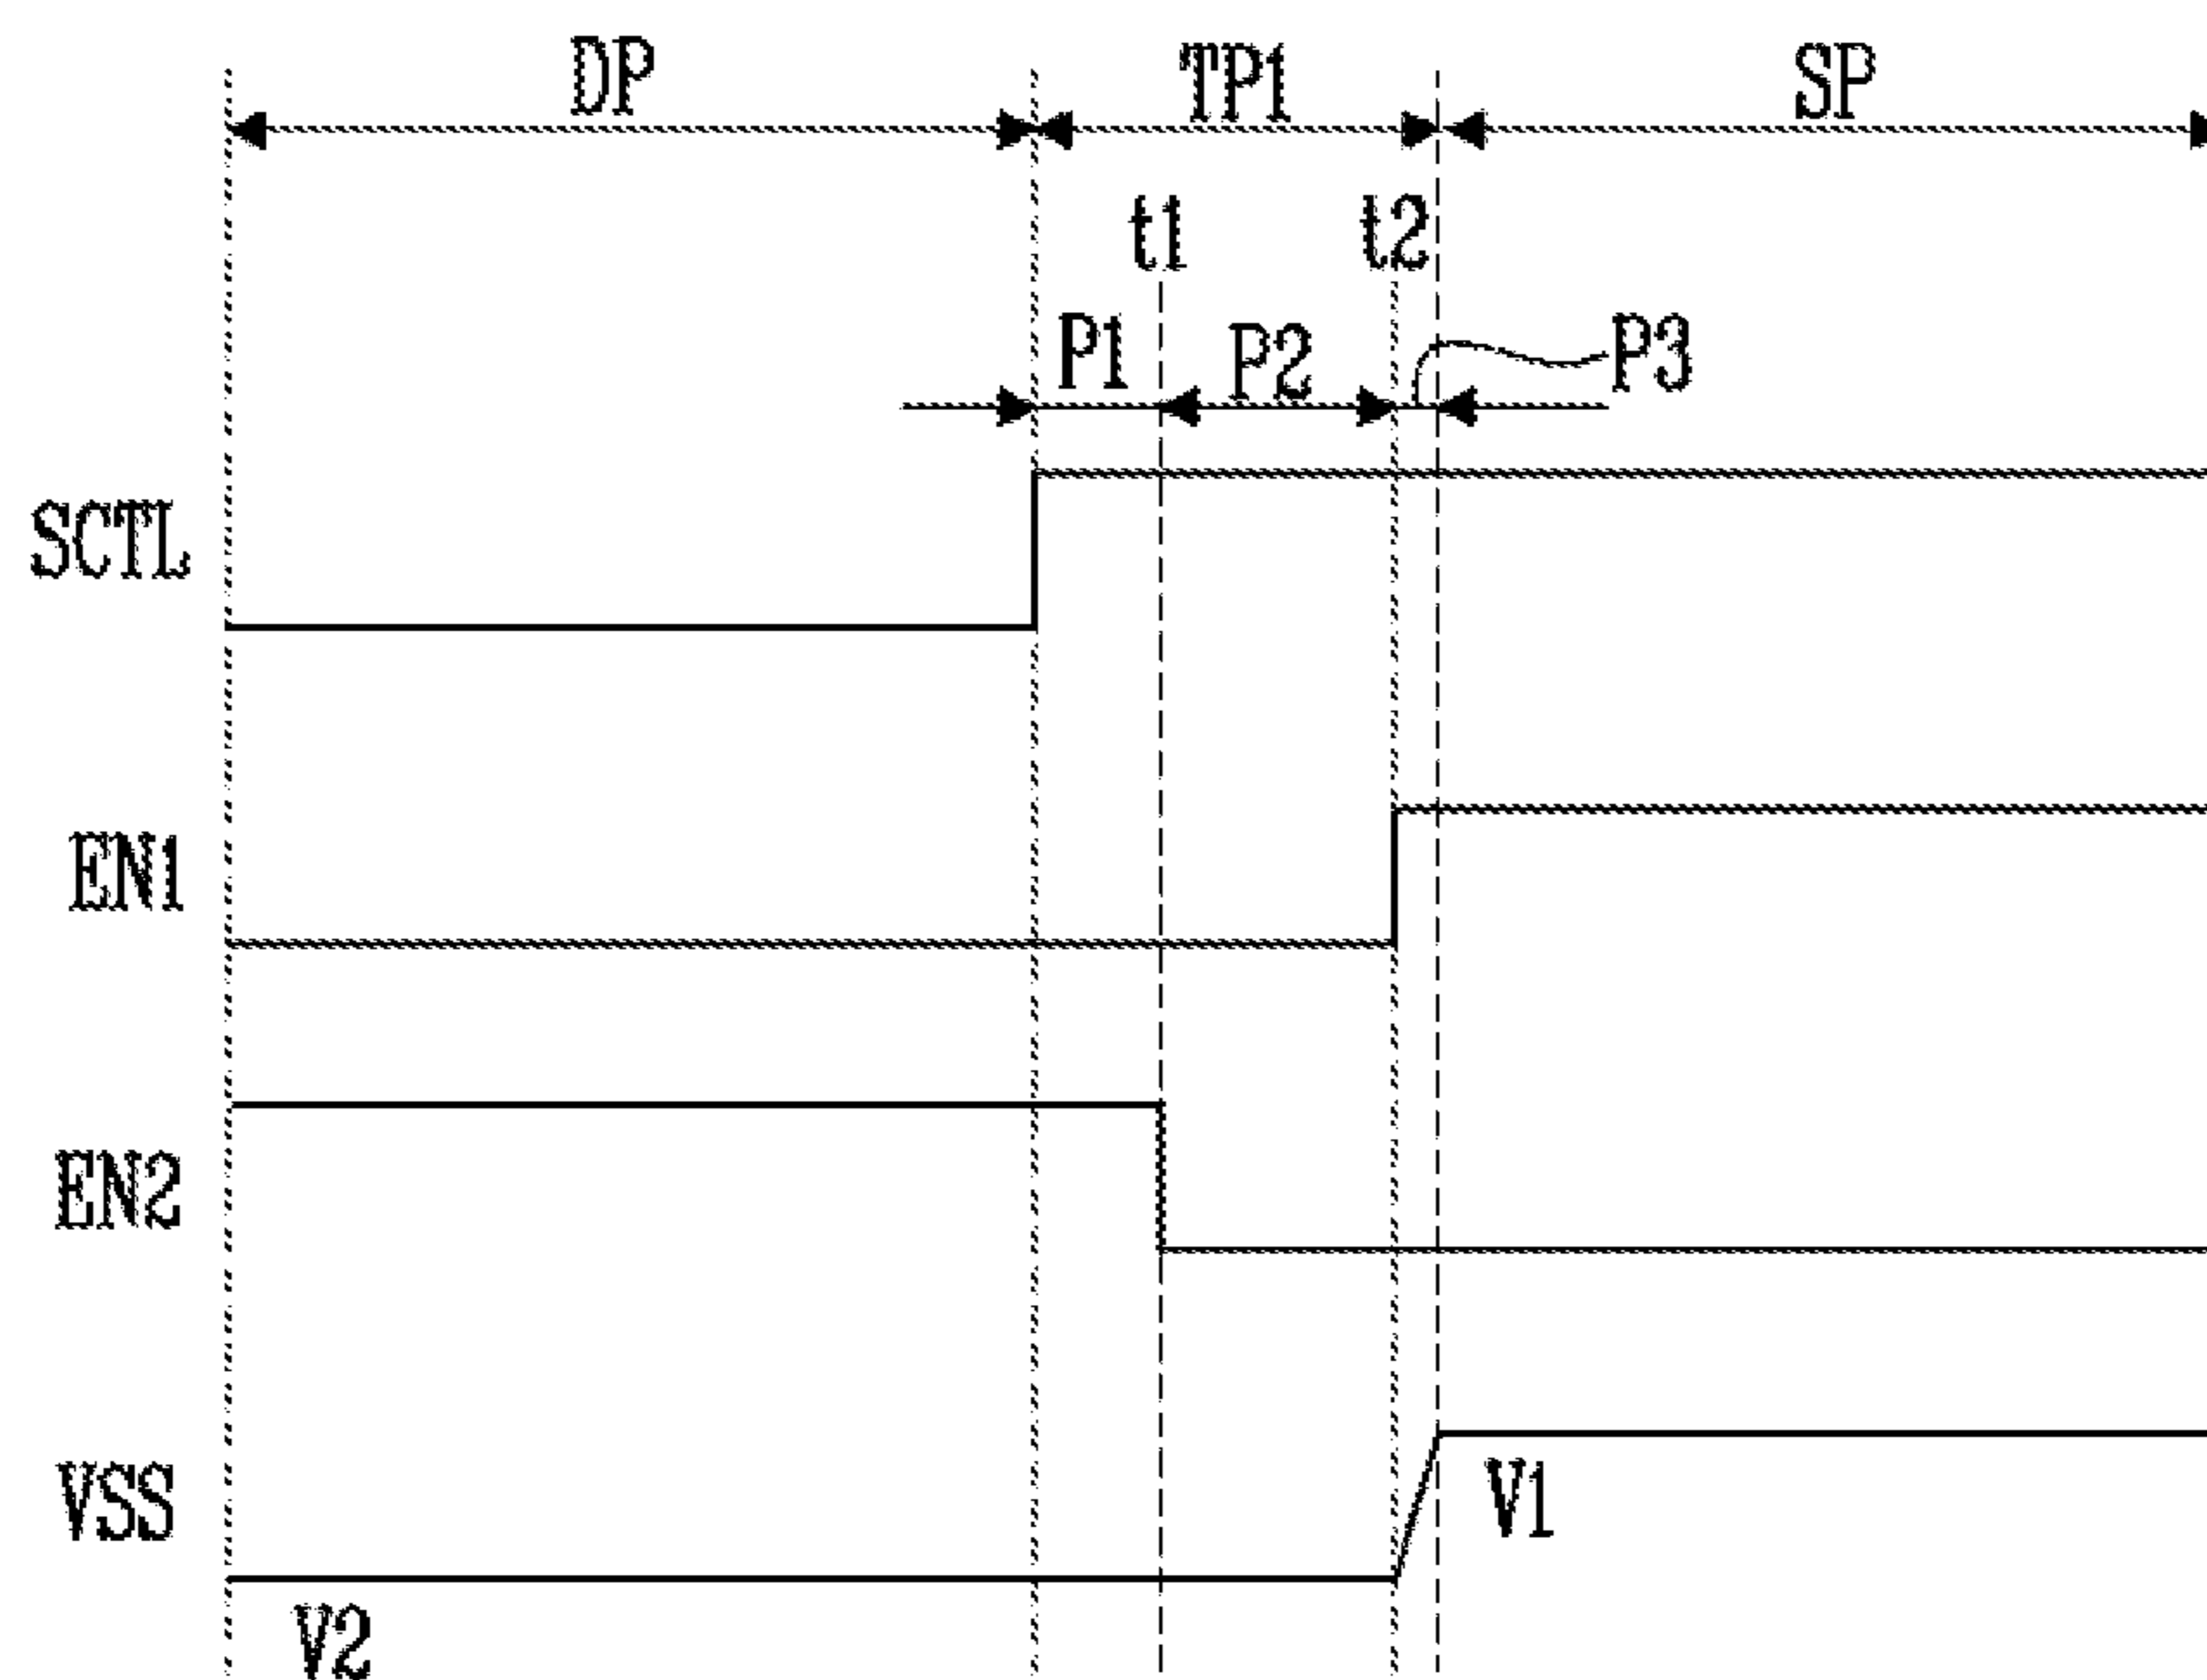 DP TP1 SP
t1 t2
P1 P2 P3
SCTL
EN1
EN2
VSS
V1
V2